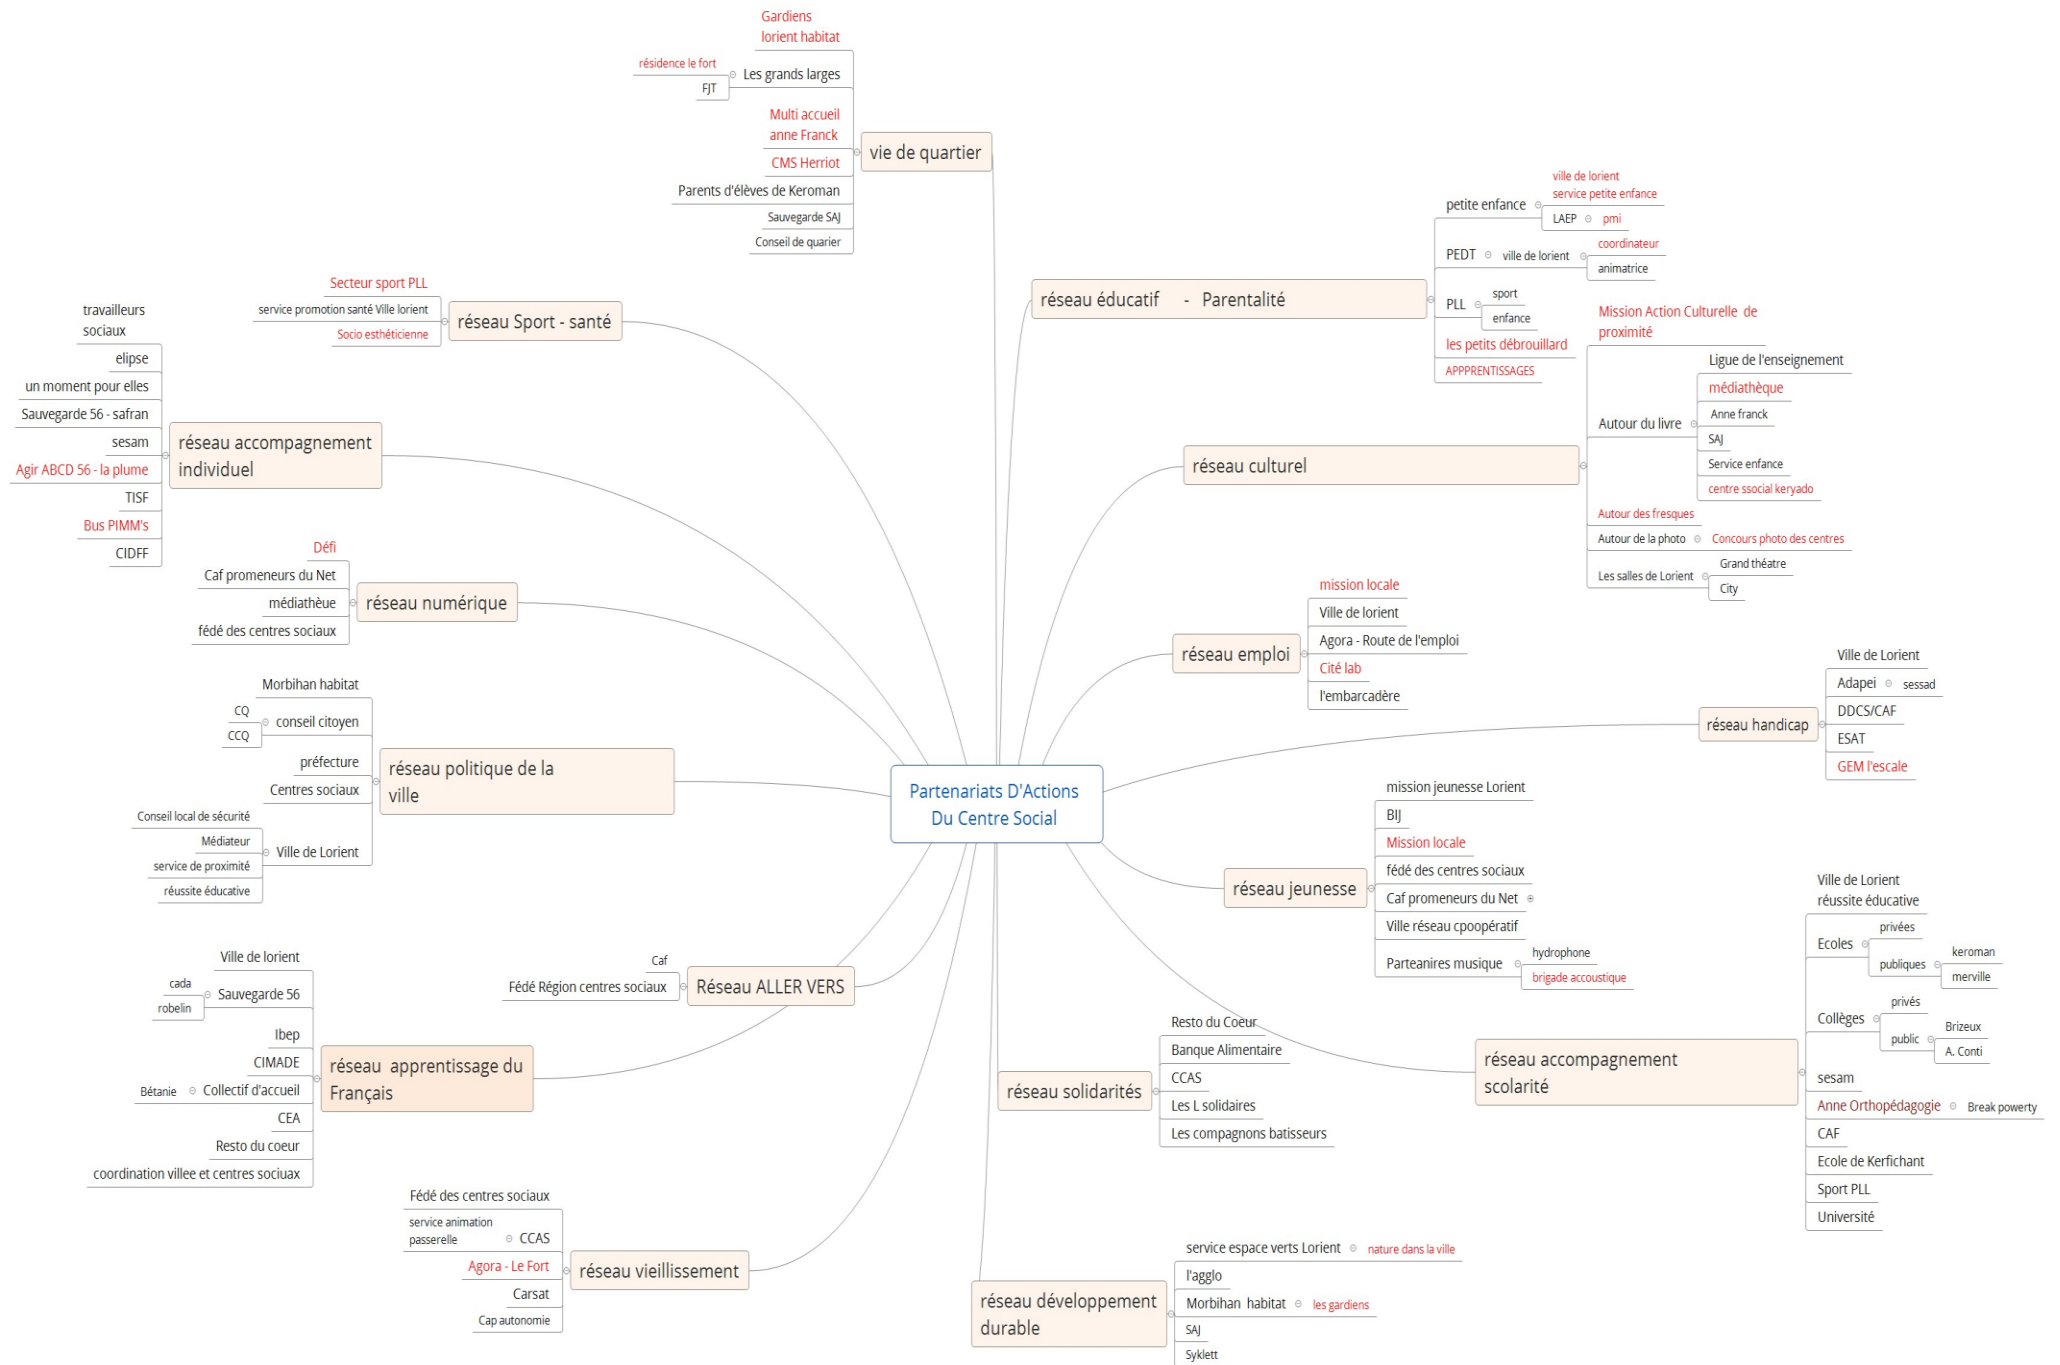 Gardiens
lorient habitat
résidence le fort
FJT
Les grands larges
Multi accueil
anne Franck
CMS Herriot
Parents d'élèves de Keroman
Sauvegarde SAJ
Conseil de quarier
vie de quartier
Secteur sport PLL
service promotion santé Ville lorient
Socio esthéticienne
réseau Sport - santé
travailleurs
sociaux
elipse
un moment pour elles
Sauvegarde 56 - safran
sesam
Agir ABCD 56 - la plume
TISF
Bus PIMM's
CIDFF
réseau accompagnement
individuel
Défi
Caf promeneurs du Net
médiathèue
fédé des centres sociaux
réseau numérique
Morbihan habitat
CQ
CCQ
conseil citoyen
préfecture
Centres sociaux
Conseil local de sécurité
Médiateur
service de proximité
réussite éducative
Ville de Lorient
réseau politique de la
ville
Caf
Fédé Région centres sociaux
Réseau ALLER VERS
Ville de lorient
cada
robelin
Sauvegarde 56
Ibep
CIMADE
Bétanie
Collectif d'accueil
CEA
Resto du coeur
coordination villee et centres sociuax
réseau apprentissage du
Français
Fédé des centres sociaux
service animation
passerelle
CCAS
Agora - Le Fort
Carsat
Cap autonomie
réseau vieillissement
Partenariats D'Actions
Du Centre Social
réseau éducatif - Parentalité
petite enfance
ville de lorient
service petite enfance
LAEP
pmi
PEDT
ville de lorient
coordinateur
animatrice
PLL
sport
enfance
les petits débrouillard
APPPRENTISSAGES
réseau culturel
Mission Action Culturelle de
proximité
Autour du livre
Ligue de l'enseignement
médiathèque
Anne franck
SAJ
Service enfance
centre ssocial keryado
Autour des fresques
Autour de la photo
Concours photo des centres
Les salles de Lorient
Grand théatre
City
réseau emploi
mission locale
Ville de lorient
Agora - Route de l'emploi
Cité lab
l'embarcadère
réseau handicap
Ville de Lorient
Adapei
sessad
DDCS/CAF
ESAT
GEM l'escale
réseau jeunesse
mission jeunesse Lorient
BIJ
Mission locale
fédé des centres sociaux
Caf promeneurs du Net
Ville réseau cpoopératif
Parteanires musique
hydrophone
brigade accoustique
réseau accompagnement
scolarité
Ville de Lorient
réussite éducative
Ecoles
privées
publiques
keroman
merville
Collèges
privés
public
Brizeux
A. Conti
sesam
Anne Orthopédagogie
Break powerty
CAF
Ecole de Kerfichant
Sport PLL
Université
réseau solidarités
Resto du Coeur
Banque Alimentaire
CCAS
Les L solidaires
Les compagnons batisseurs
réseau développement
durable
service espace verts Lorient
nature dans la ville
l'agglo
Morbihan habitat
les gardiens
SAJ
Syklett